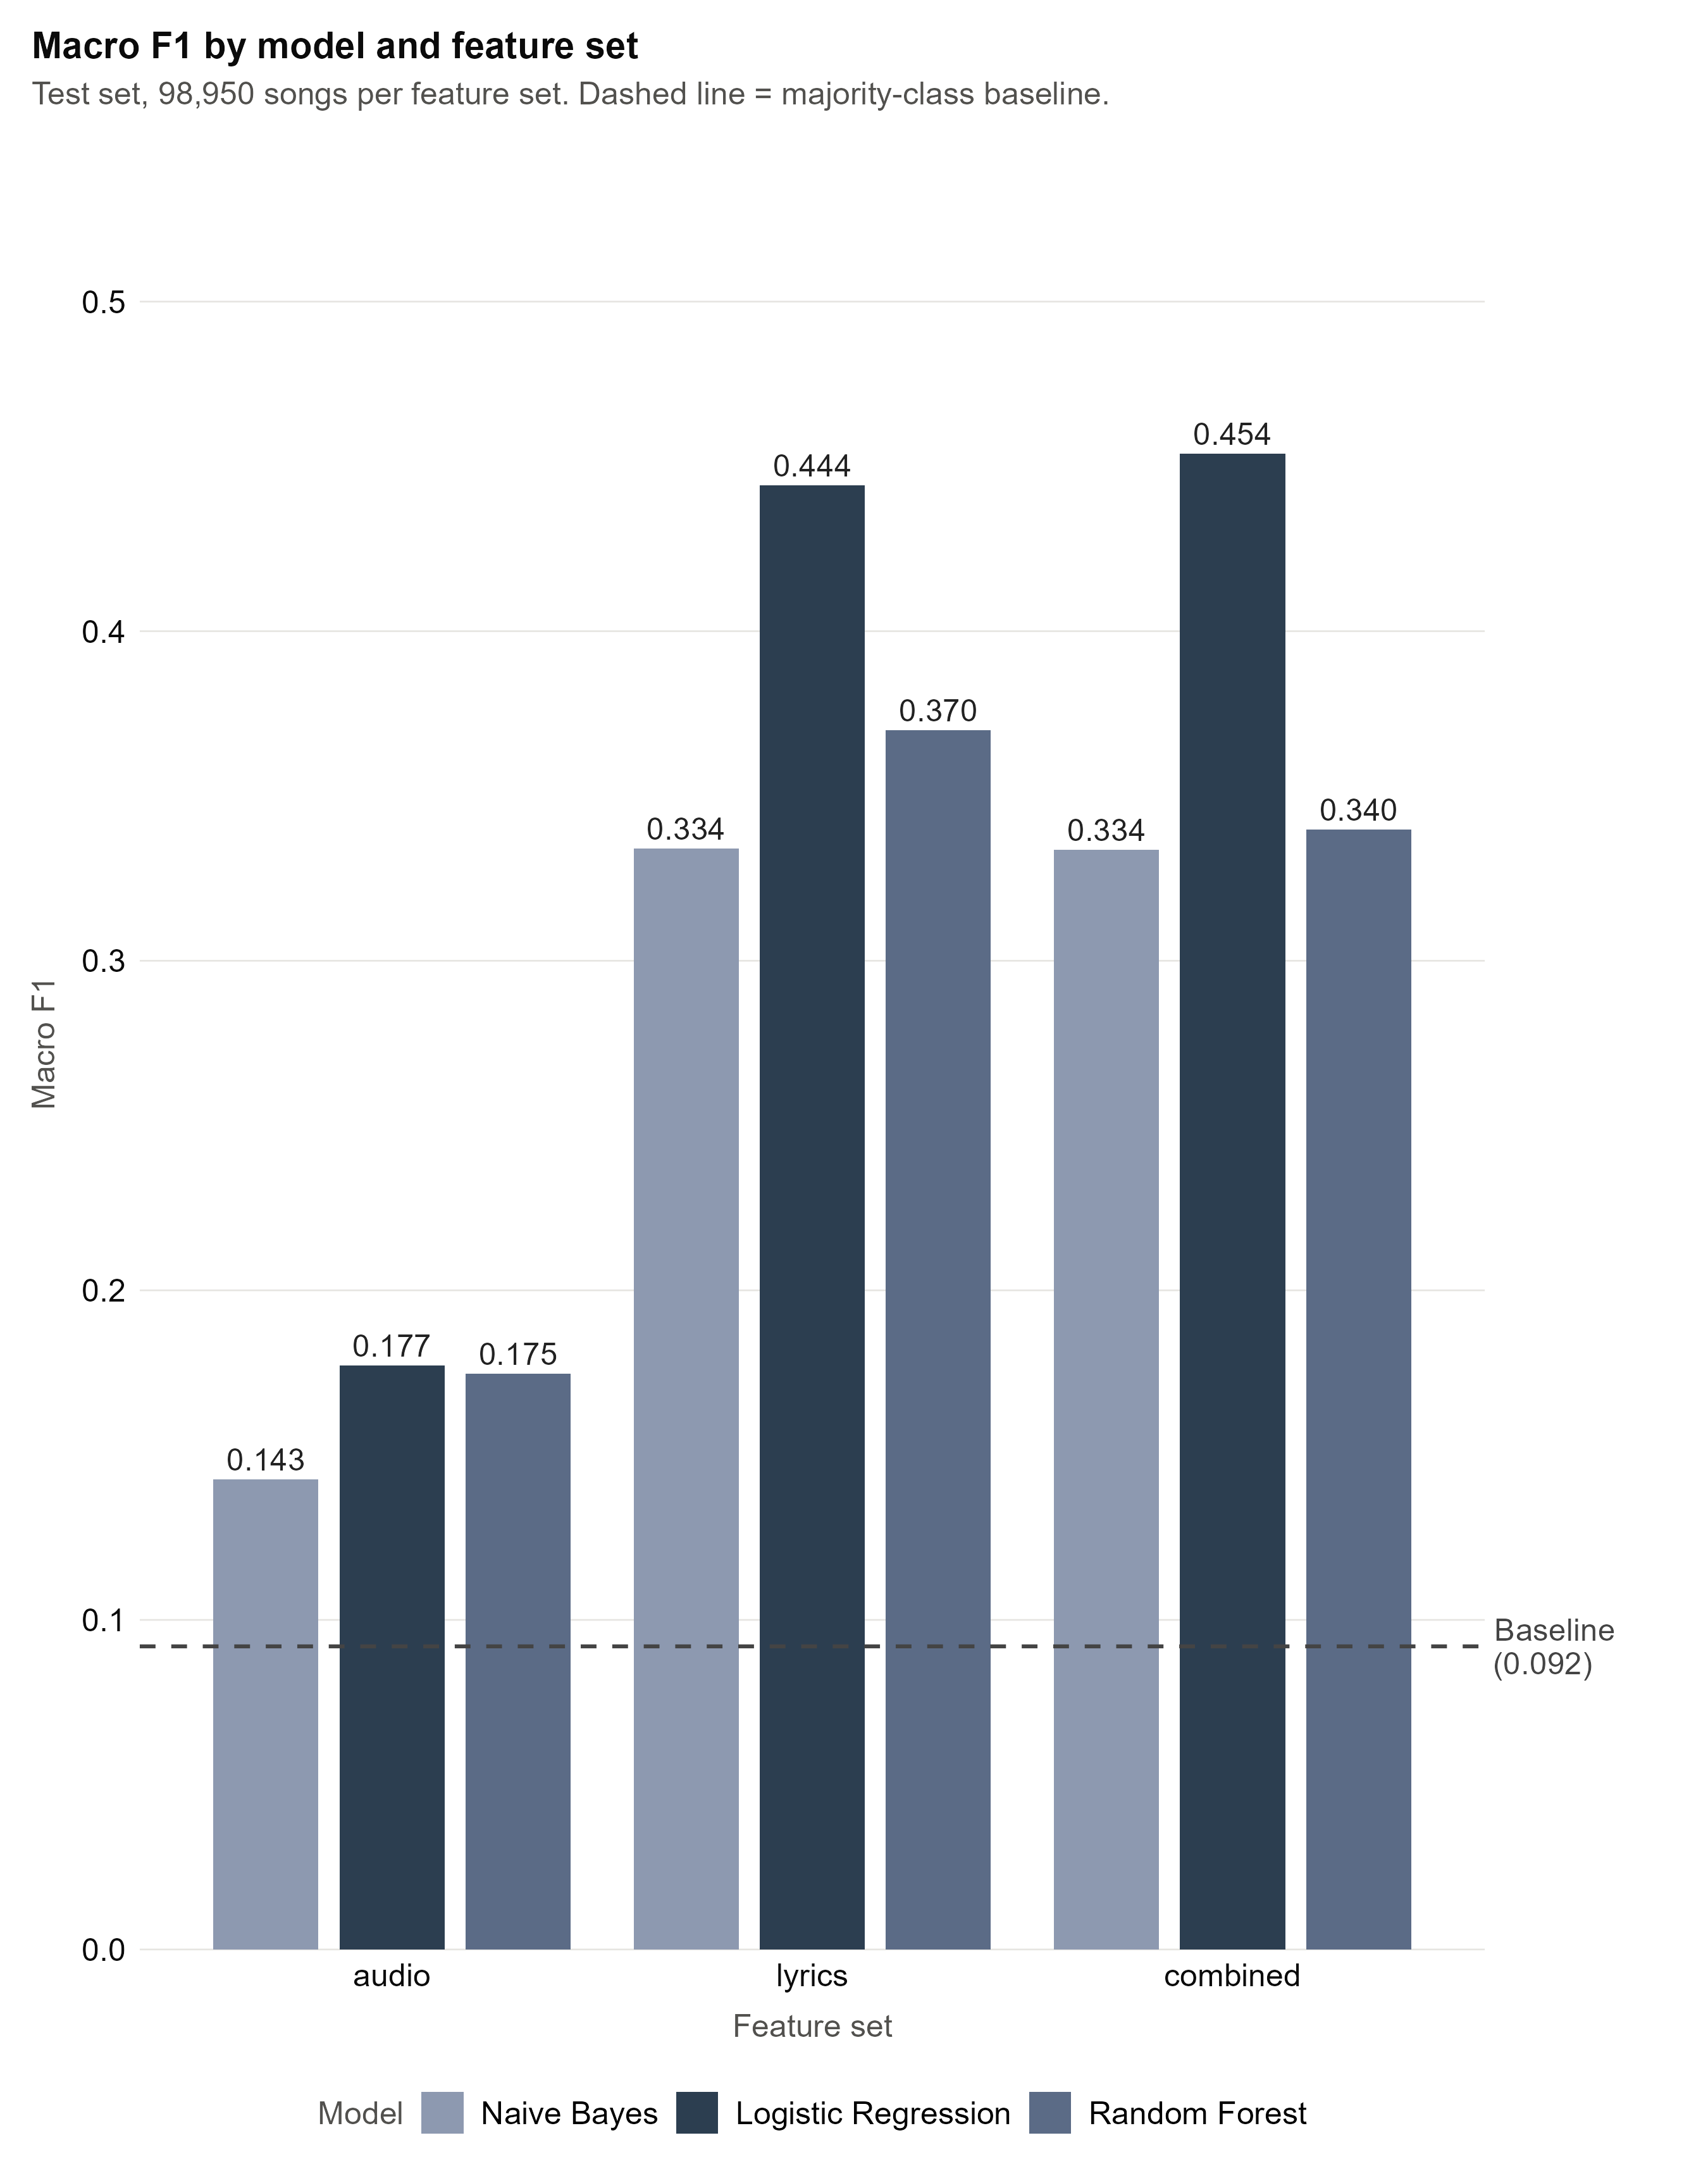 Macro F1 by model and feature set
Test set, 98,950 songs per feature set. Dashed line = majority-class baseline.
0.5
0.4
0.3
0.2
0.1
0.0
Macro F1
0.143
0.177
0.175
0.334
0.444
0.370
0.334
0.454
0.340
Baseline
(0.092)
audio
lyrics
combined
Feature set
Model
Naive Bayes
Logistic Regression
Random Forest